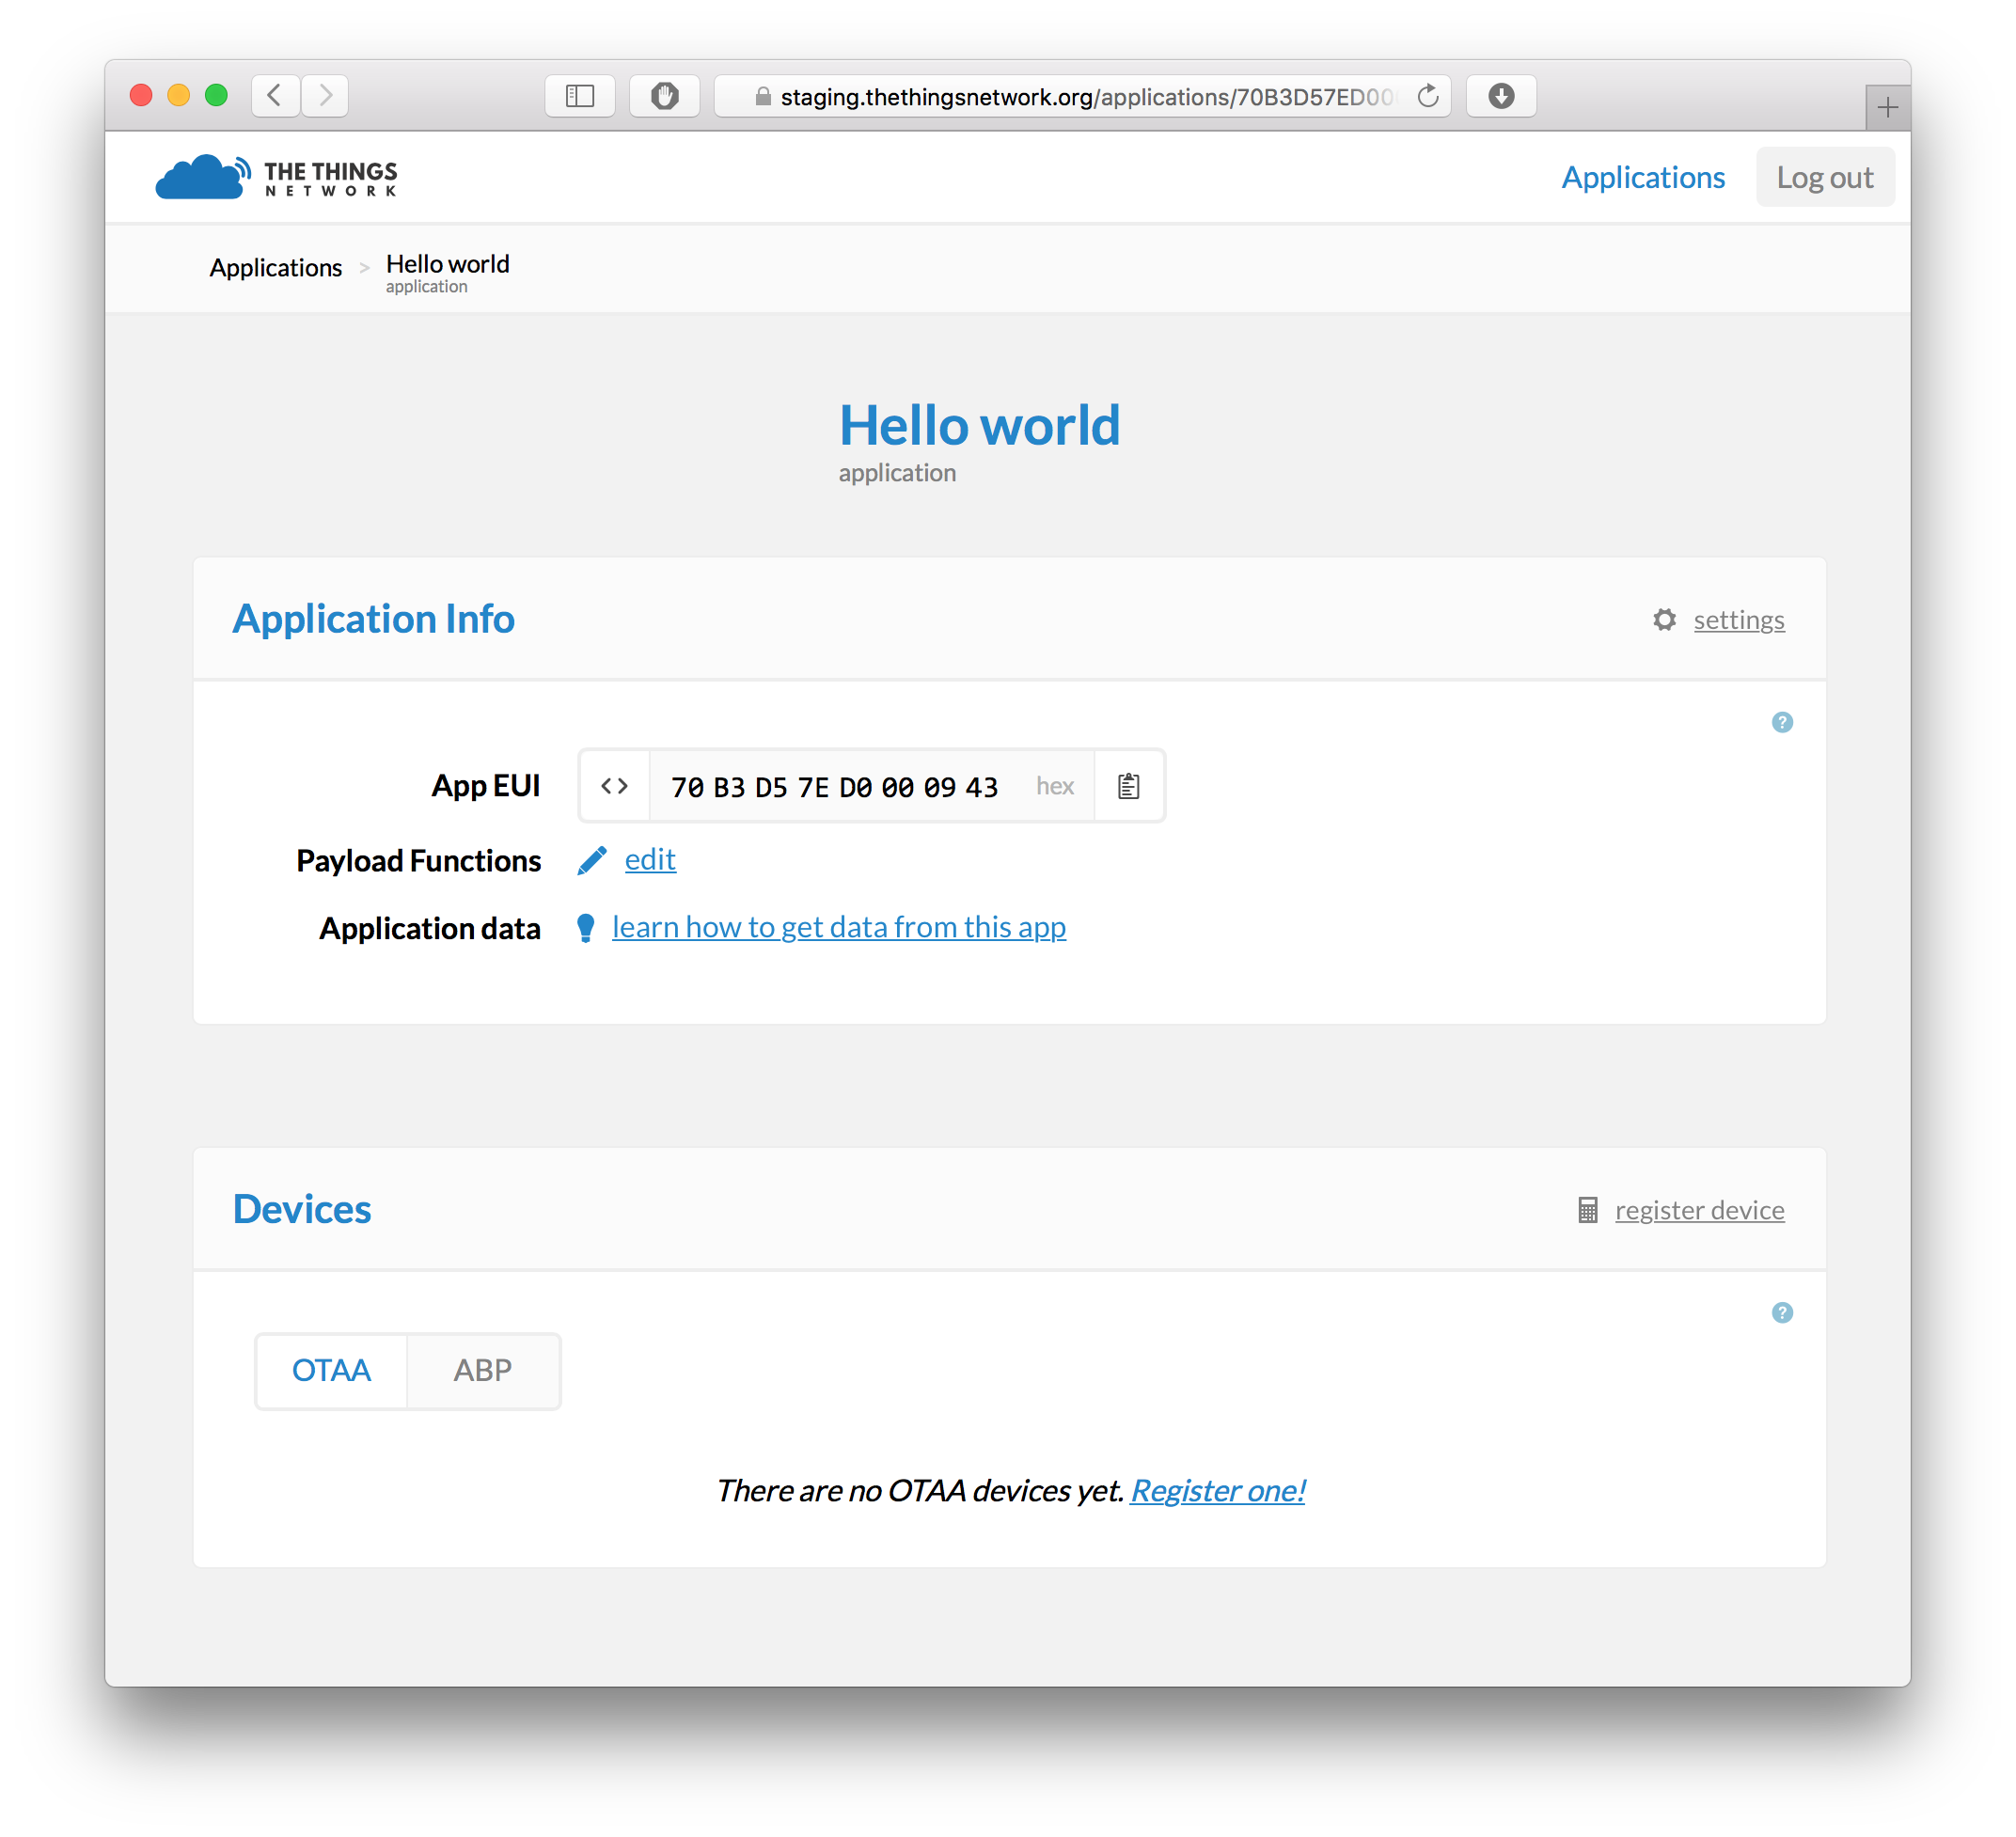 staging.thethingsnetwork.org/applications/70B3D57ED00
THE THINGS
NETWORK
Applications
Log out
Applications > Hello world
application
Hello world
application
Application Info
settings
?
App EUI <> 70 B3 D5 7E D0 00 09 43 hex
Payload Functions edit
Application data learn how to get data from this app
Devices
register device
?
OTAA ABP
There are no OTAA devices yet. Register one!